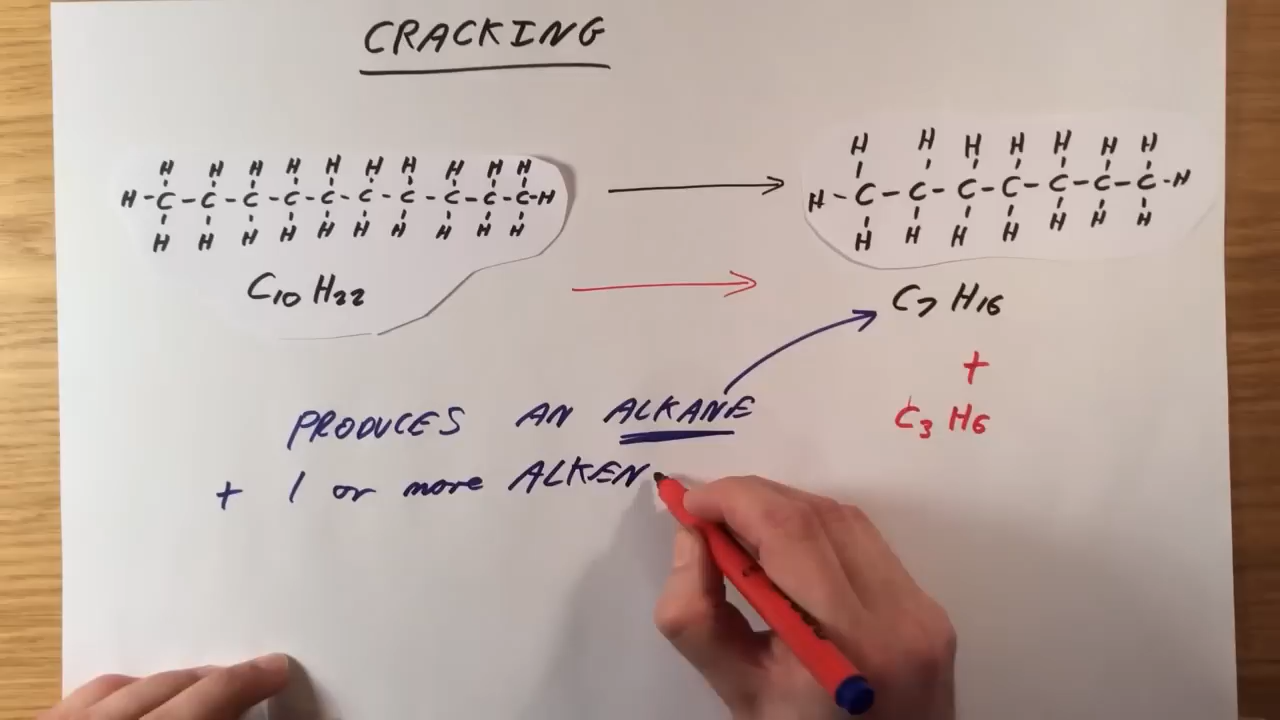 CRACKING
H H H H H H H H H H
H-C-C-C-C-C-C-C-C-C-C-H
H H H H H H H H H H
C10 H22
H H H H H H H
H-C-C-C-C-C-C-C-H
H H H H H H H
C7 H16
+
C3 H6
PRODUCES AN ALKANE
+ 1 or more ALKEN